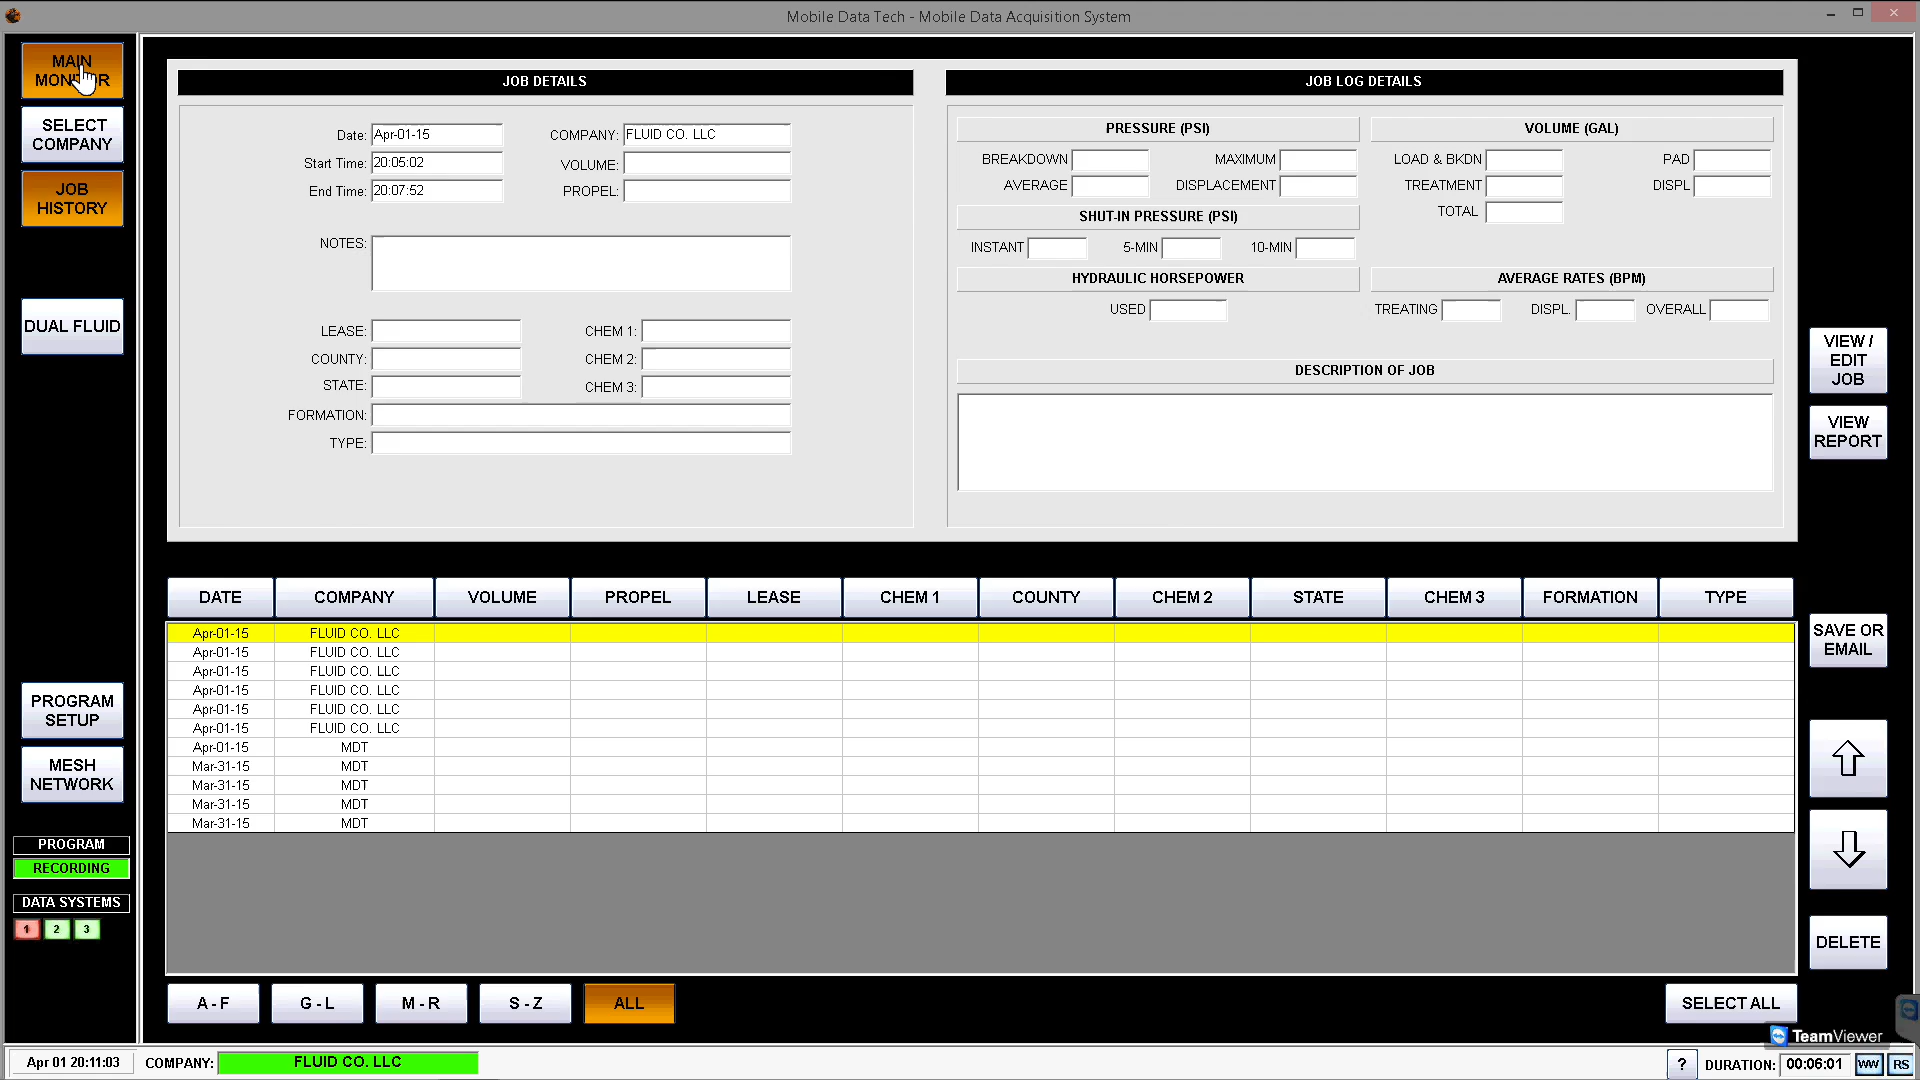 Mobile Data Tech - Mobile Data Acquisition System
MAIN
MONITOR
SELECT
COMPANY
JOB
HISTORY
DUAL FLUID
PROGRAM
SETUP
MESH
NETWORK
PROGRAM
RECORDING
DATA SYSTEMS
1 2 3
JOB DETAILS
Date: Apr-01-15 COMPANY: FLUID CO. LLC
Start Time: 20:05:02 VOLUME:
End Time: 20:07:52 PROPEL:
NOTES:
LEASE: CHEM 1:
COUNTY: CHEM 2:
STATE: CHEM 3:
FORMATION:
TYPE:
JOB LOG DETAILS
PRESSURE (PSI) VOLUME (GAL)
BREAKDOWN MAXIMUM LOAD & BKDN PAD
AVERAGE DISPLACEMENT TREATMENT DISPL
SHUT-IN PRESSURE (PSI) TOTAL
INSTANT 5-MIN 10-MIN
HYDRAULIC HORSEPOWER AVERAGE RATES (BPM)
USED TREATING DISPL. OVERALL
DESCRIPTION OF JOB
VIEW /
EDIT
JOB
VIEW
REPORT
DATE COMPANY VOLUME PROPEL LEASE CHEM 1 COUNTY CHEM 2 STATE CHEM 3 FORMATION TYPE
Apr-01-15 FLUID CO. LLC
Apr-01-15 FLUID CO. LLC
Apr-01-15 FLUID CO. LLC
Apr-01-15 FLUID CO. LLC
Apr-01-15 FLUID CO. LLC
Apr-01-15 FLUID CO. LLC
Apr-01-15 MDT
Mar-31-15 MDT
Mar-31-15 MDT
Mar-31-15 MDT
Mar-31-15 MDT
SAVE OR
EMAIL
DELETE
A - F G - L M - R S - Z ALL SELECT ALL
TeamViewer
Apr 01 20:11:03 COMPANY: FLUID CO. LLC ? DURATION: 00:06:01 WW RS